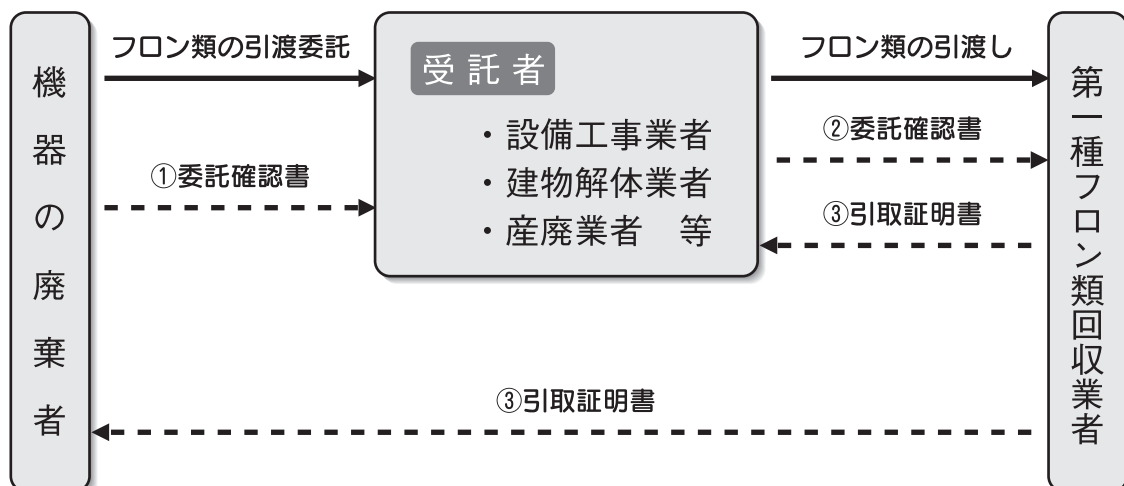 機器の廃棄者
フロン類の引渡委託
①委託確認書
受託者
・設備工事業者
・建物解体業者
・産廃業者　等
フロン類の引渡し
②委託確認書
③引取証明書
③引取証明書
第一種フロン類回収業者